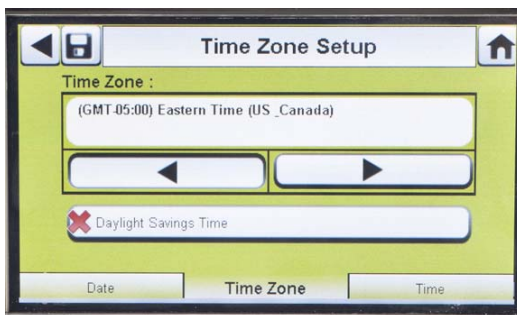 Time Zone Setup
Time Zone :
(GMT-05:00) Eastern Time (US _Canada)
Daylight Savings Time
Date
Time Zone
Time